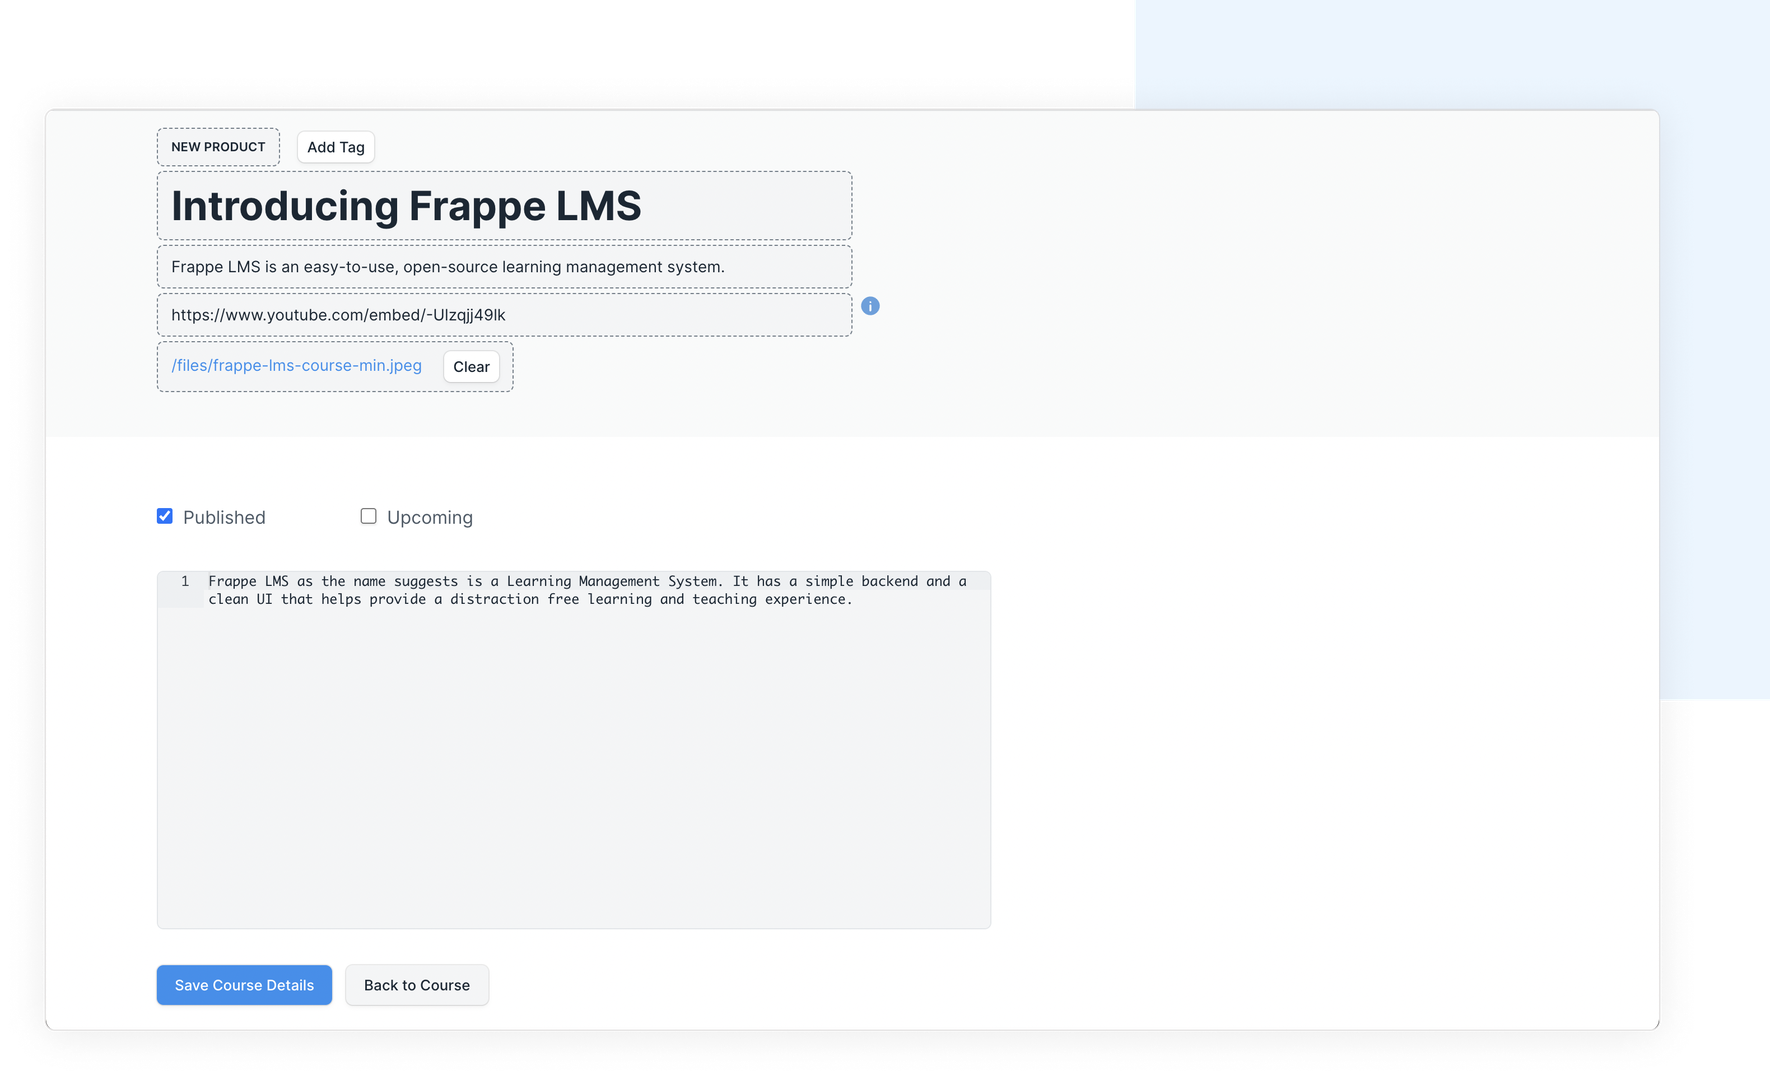 NEW PRODUCT Add Tag
Introducing Frappe LMS
Frappe LMS is an easy-to-use, open-source learning management system.
https://www.youtube.com/embed/-Ulzqjj49lk
/files/frappe-lms-course-min.jpeg Clear
Published Upcoming
1 Frappe LMS as the name suggests is a Learning Management System. It has a simple backend and a
clean UI that helps provide a distraction free learning and teaching experience.
Save Course Details Back to Course